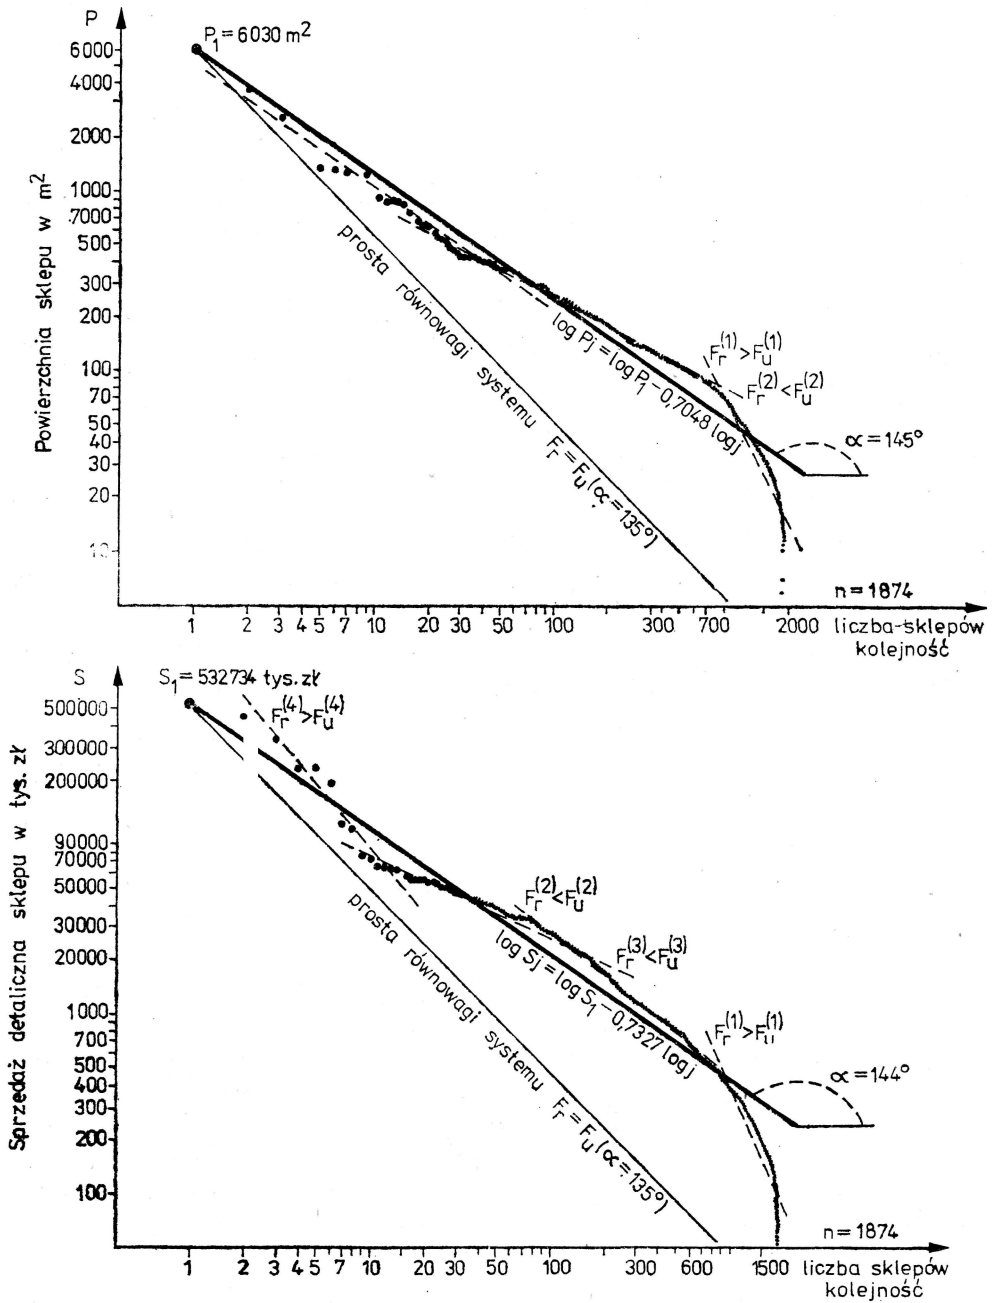 P
P₁ = 6030 m²
6000
4000
2000
1000
7000
500
300
200
100
70
50
40
30
20
10
Powierzchnia sklepu w m²
prosta równowagi systemu Fᵣ = Fᵤ (α = 135°)
log Pj = log P₁ – 0,7048 log j
Fᵣ⁽¹⁾ > Fᵤ⁽¹⁾
Fᵣ⁽²⁾ < Fᵤ⁽²⁾
α = 145°
n = 1874
1 2 3 4 5 7 10 20 30 50 100 300 700 2000 liczba sklepów
kolejność
S
S₁ = 532734 tys. zł
500000
300000
200000
90000
70000
50000
30000
20000
1000
700
500
400
300
200
100
Sprzedaż detaliczna sklepu w tys. zł
Fᵣ⁽⁴⁾ > Fᵤ⁽⁴⁾
Fᵣ⁽²⁾ < Fᵤ⁽²⁾
Fᵣ⁽³⁾ < Fᵤ⁽³⁾
Fᵣ⁽¹⁾ > Fᵤ⁽¹⁾
prosta równowagi systemu Fᵣ = Fᵤ (α = 135°)
log Sj = log S₁ – 0,7327 log j
α = 144°
n = 1874
1 2 3 4 5 7 10 20 30 50 100 300 600 1500 liczba sklepów
kolejność